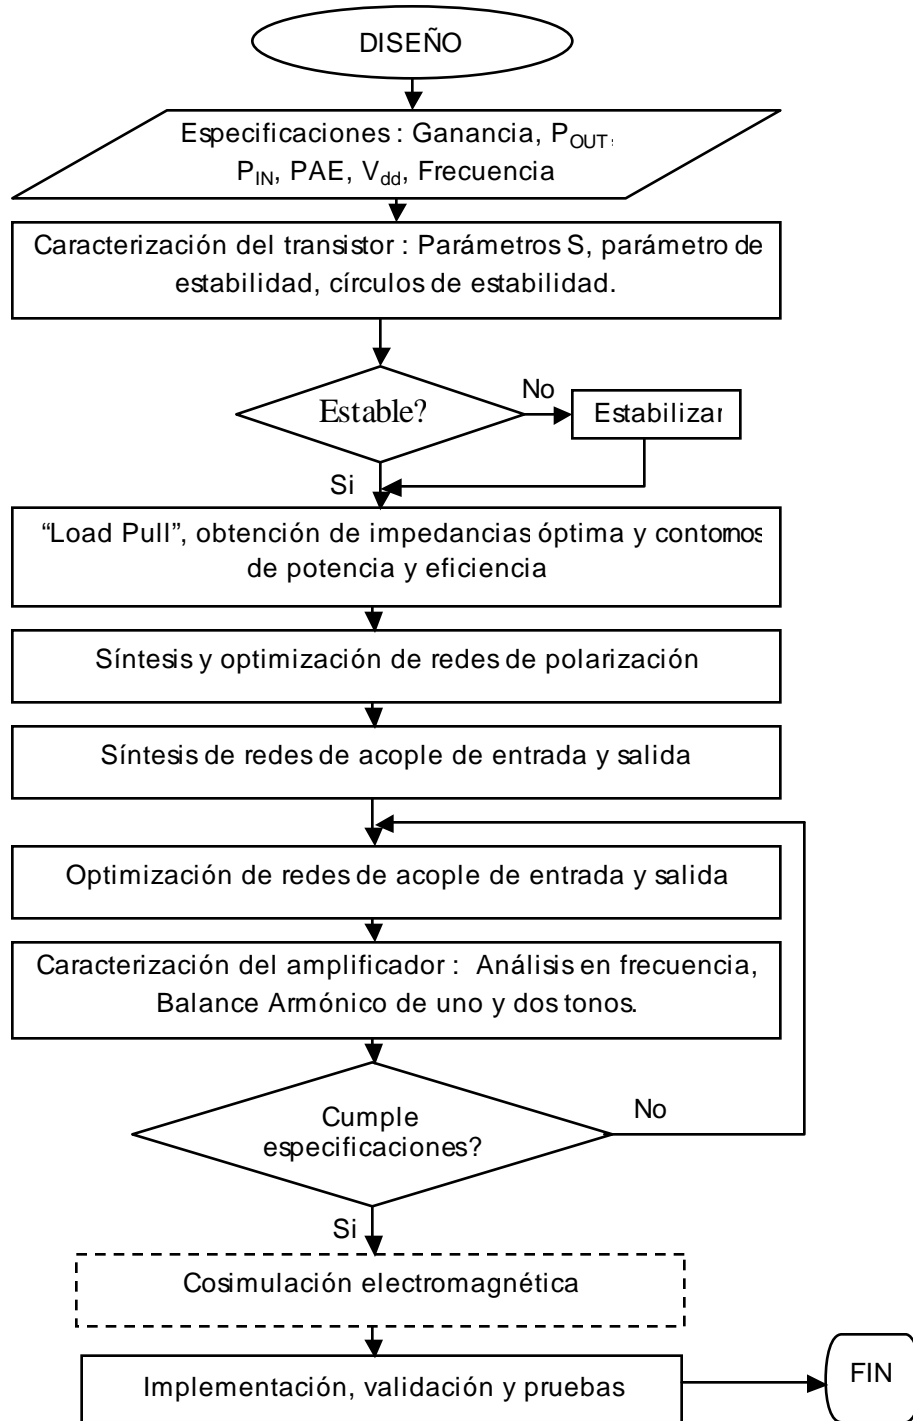 DISEÑO
Especificaciones : Ganancia, P_OUT,
P_IN, PAE, V_dd, Frecuencia
Caracterización del transistor : Parámetros S, parámetro de
estabilidad, círculos de estabilidad.
Estable?
No
Estabilizar
Si
“Load Pull”, obtención de impedancias óptima y contornos
de potencia y eficiencia
Síntesis y optimización de redes de polarización
Síntesis de redes de acople de entrada y salida
Optimización de redes de acople de entrada y salida
Caracterización del amplificador : Análisis en frecuencia,
Balance Armónico de uno y dos tonos.
Cumple
especificaciones?
No
Si
Cosimulación electromagnética
Implementación, validación y pruebas
FIN